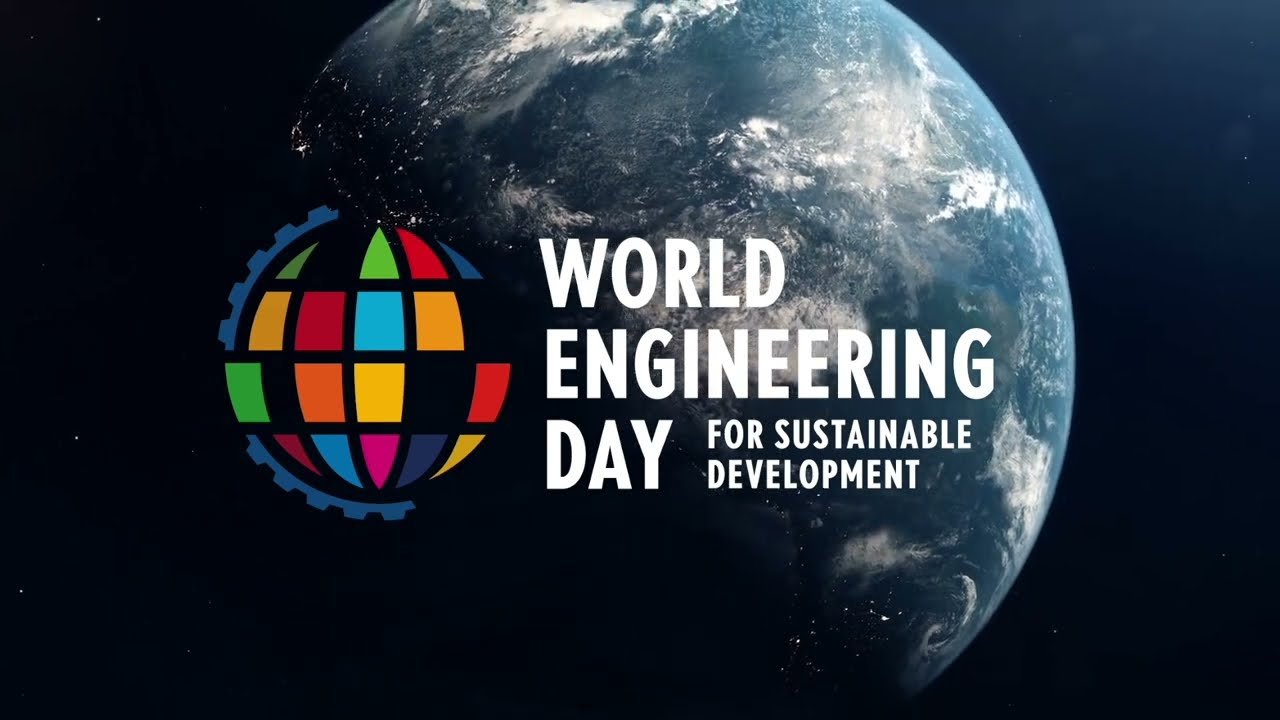 WORLD
ENGINEERING
DAY
FOR SUSTAINABLE
DEVELOPMENT